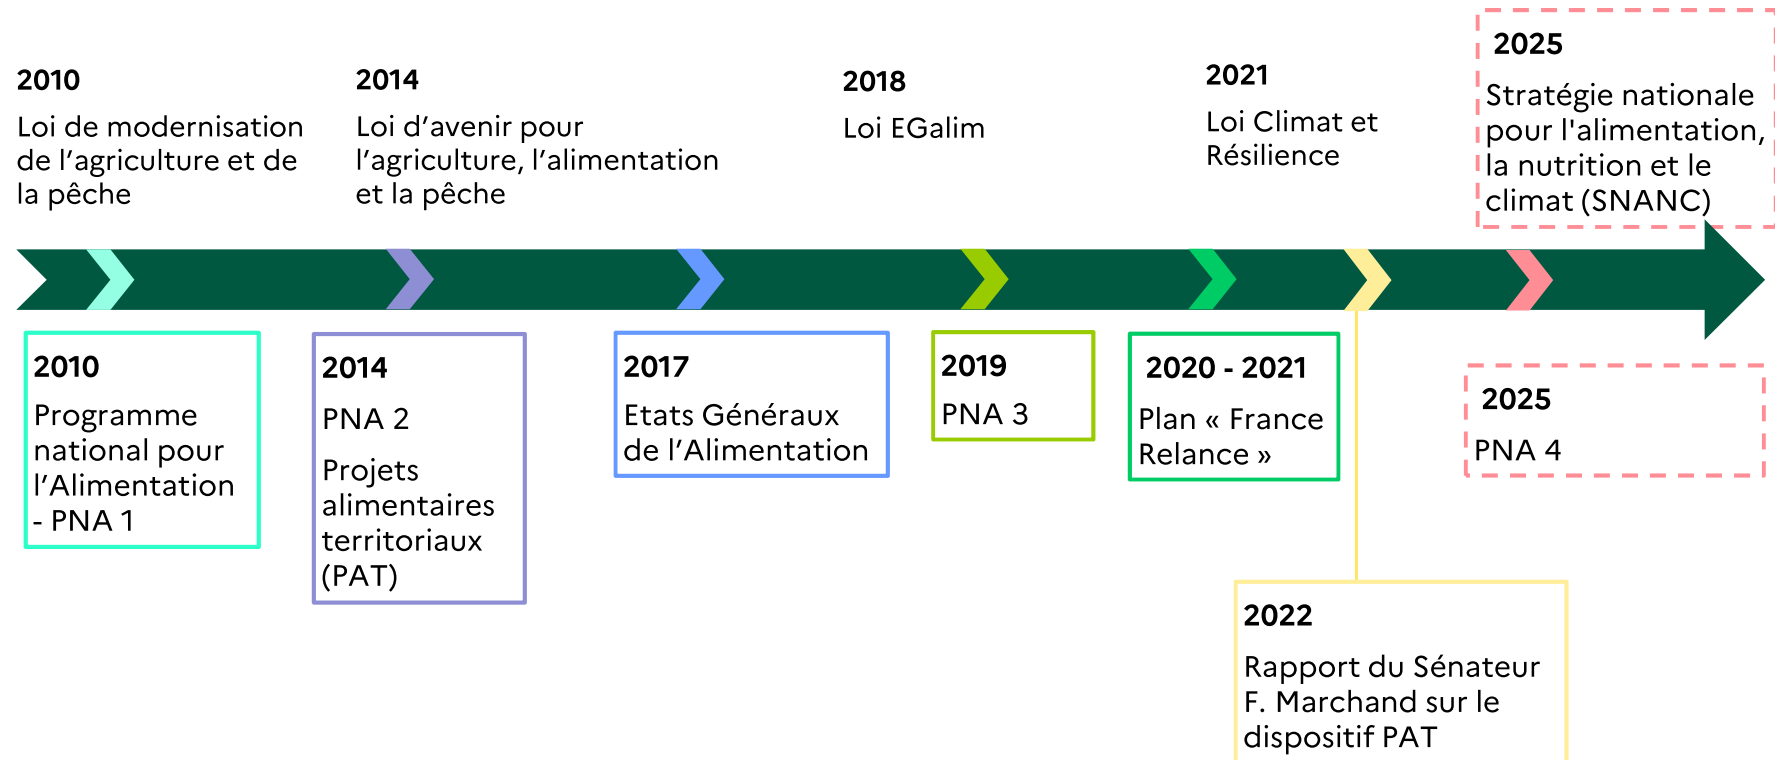 2010
Loi de modernisation
de l’agriculture et de
la pêche
2014
Loi d’avenir pour
l’agriculture, l’alimentation
et la pêche
2018
Loi EGalim
2021
Loi Climat et
Résilience
2025
Stratégie nationale
pour l'alimentation,
la nutrition et le
climat (SNANC)
2010
Programme
national pour
l’Alimentation
- PNA 1
2014
PNA 2
Projets
alimentaires
territoriaux
(PAT)
2017
Etats Généraux
de l’Alimentation
2019
PNA 3
2020 - 2021
Plan « France
Relance »
2022
Rapport du Sénateur
F. Marchand sur le
dispositif PAT
2025
PNA 4